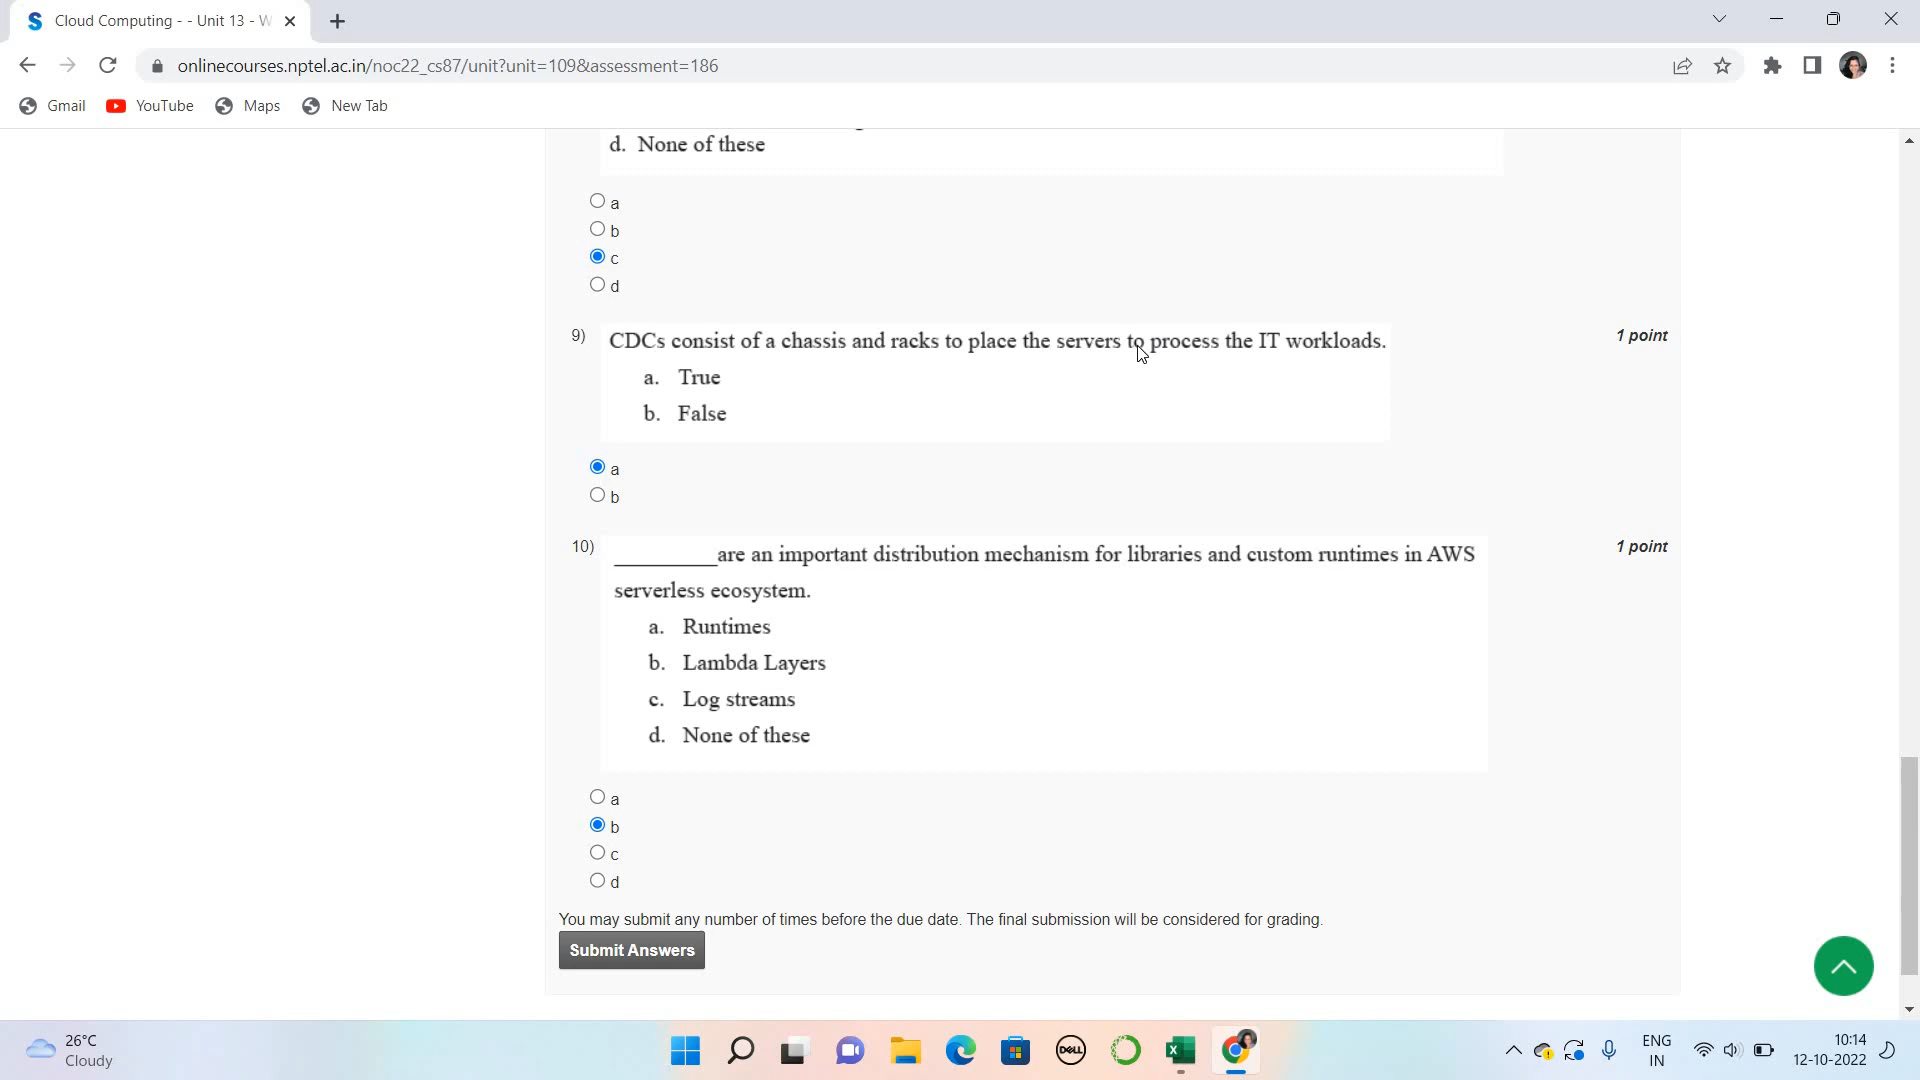 Cloud Computing - - Unit 13 - W
onlinecourses.nptel.ac.in/noc22_cs87/unit?unit=109&assessment=186
Gmail YouTube Maps New Tab
d. None of these
a
b
c
d
9) CDCs consist of a chassis and racks to place the servers to process the IT workloads. 1 point
a. True
b. False
a
b
10) __________are an important distribution mechanism for libraries and custom runtimes in AWS 1 point
serverless ecosystem.
a. Runtimes
b. Lambda Layers
c. Log streams
d. None of these
a
b
c
d
You may submit any number of times before the due date. The final submission will be considered for grading.
Submit Answers
26°C
Cloudy
DELL
ENG
IN
10:14
12-10-2022